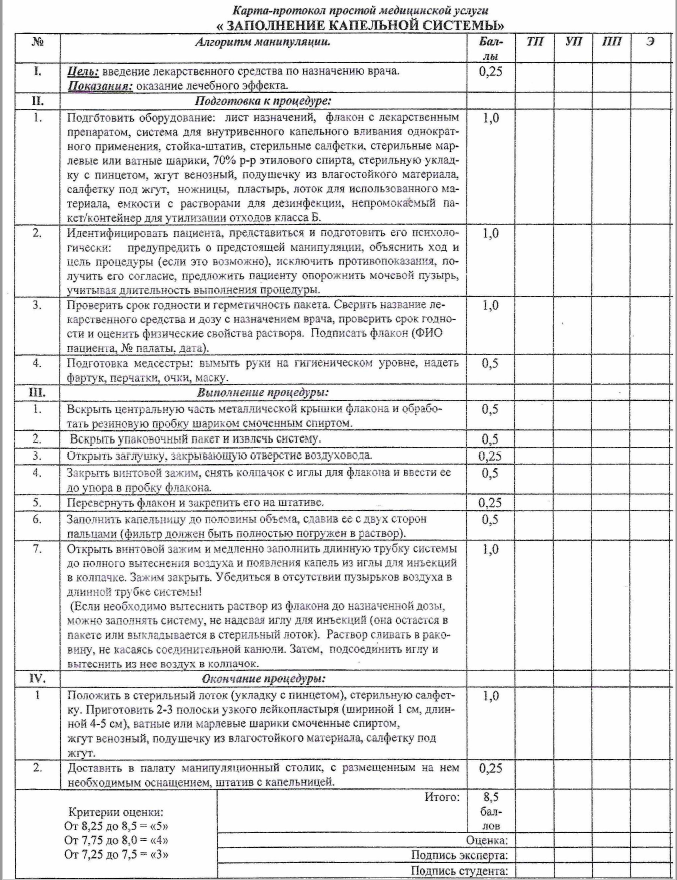 Карта-протокол простой медицинской услуги
« ЗАПОЛНЕНИЕ КАПЕЛЬНОЙ СИСТЕМЫ»
№ Алгоритм манипуляции. Бал-лы ТП УП ПП Э
I. Цель: введение лекарственного средства по назначению врача. 0,25
Показания: оказание лечебного эффекта.
II. Подготовка к процедуре:
1. Подготовить оборудование: лист назначений, флакон с лекарственным 1,0
препаратом, система для внутривенного капельного вливания однократ-
ного применения, стойка-штатив, стерильные салфетки, стерильные мар-
левые или ватные шарики, 70% р-р этилового спирта, стерильную уклад-
ку с пинцетом, жгут венозный, подушечку из влагостойкого материала,
салфетку под жгут, ножницы, пластырь, лоток для использованного ма-
териала, емкости с растворами для дезинфекции, непромокаемый па-
кет/контейнер для утилизации отходов класса Б.
2. Идентифицировать пациента, представиться и подготовить его психоло- 1,0
гически: предупредить о предстоящей манипуляции, объяснить ход и
цель процедуры (если это возможно), исключить противопоказания, по-
лучить его согласие, предложить пациенту опорожнить мочевой пузырь,
учитывая длительность выполнения процедуры.
3. Проверить срок годности и герметичность пакета. Сверить название ле- 1,0
карственного средства и дозу с назначением врача, проверить срок годно-
сти и оценить физические свойства раствора. Подписать флакон (ФИО
пациента, № палаты, дата).
4. Подготовка медсестры: вымыть руки на гигиеническом уровне, надеть 0,5
фартук, перчатки, очки, маску.
III. Выполнение процедуры:
1. Вскрыть центральную часть металлической крышки флакона и обрабо- 0,5
тать резиновую пробку шариком смоченным спиртом.
2. Вскрыть упаковочный пакет и извлечь систему. 0,5
3. Открыть заглушку, закрывающую отверстие воздуховода. 0,25
4. Закрыть винтовой зажим, снять колпачок с иглы для флакона и ввести ее 0,5
до упора в пробку флакона.
5. Перевернуть флакон и закрепить его на штативе. 0,25
6. Заполнить капельницу до половины объема, сдавив ее с двух сторон 0,5
пальцами (фильтр должен быть полностью погружен в раствор).
7. Открыть винтовой зажим и медленно заполнить длинную трубку системы 1,0
до полного вытеснения воздуха и появления капель из иглы для инъекций
в колпачке. Зажим закрыть. Убедиться в отсутствии пузырьков воздуха в
длинной трубке системы!
(Если необходимо вытеснить раствор из флакона до назначенной дозы,
можно заполнять систему, не надевая иглу для инъекций (она остается в
пакете или выкладывается в стерильный лоток). Раствор сливать в рако-
вину, не касаясь соединительной канюли. Затем, подсоединить иглу и
вытеснить из нее воздух в колпачок.
IV. Окончание процедуры:
1 Положить в стерильный лоток (укладку с пинцетом), стерильную салфет- 1,0
ку. Приготовить 2-3 полоски узкого лейкопластыря (шириной 1 см, длин-
ной 4-5 см), ватные или марлевые шарики смоченные спиртом,
жгут венозный, подушечку из влагостойкого материала, салфетку под
жгут.
2. Доставить в палату манипуляционный столик, с размещенным на нем 0,25
необходимым оснащением, штатив с капельницей.
Итого: 8,5 бал-лов
Критерии оценки:
От 8,25 до 8,5 = «5»
От 7,75 до 8,0 = «4»
От 7,25 до 7,5 = «3»
Оценка:
Подпись эксперта:
Подпись студента: